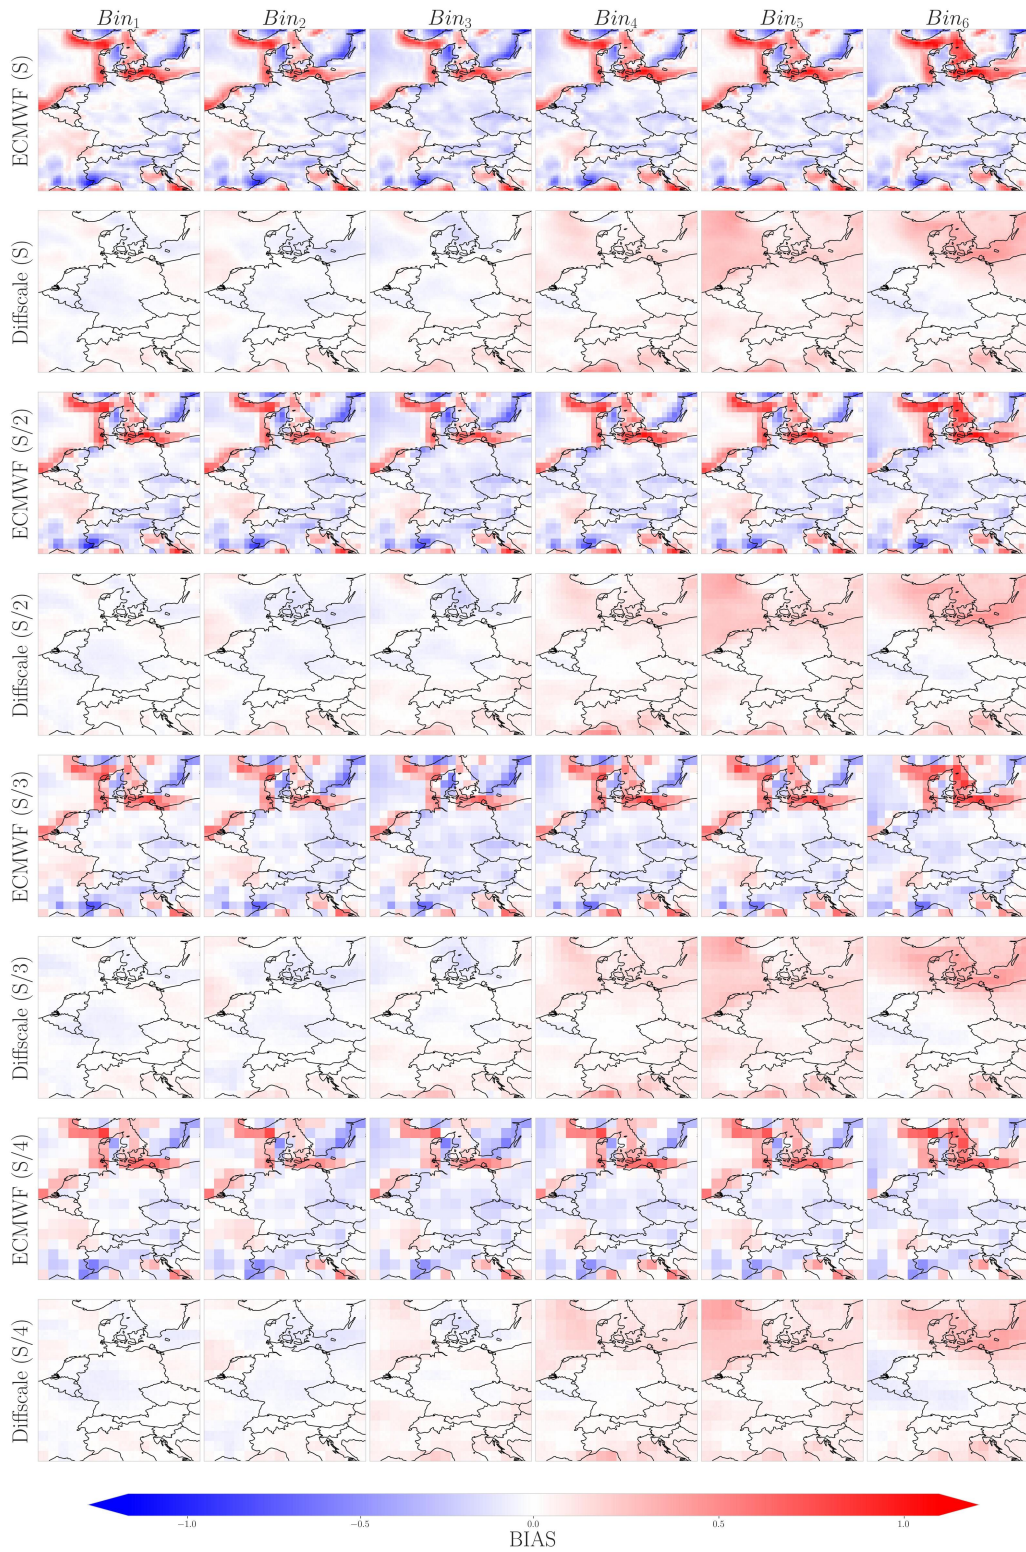 Bin₁ Bin₂ Bin₃ Bin₄ Bin₅ Bin₆
ECMWF (S)
Diffscale (S)
ECMWF (S/2)
Diffscale (S/2)
ECMWF (S/3)
Diffscale (S/3)
ECMWF (S/4)
Diffscale (S/4)
−1.0 −0.5 0.0 0.5 1.0
BIAS